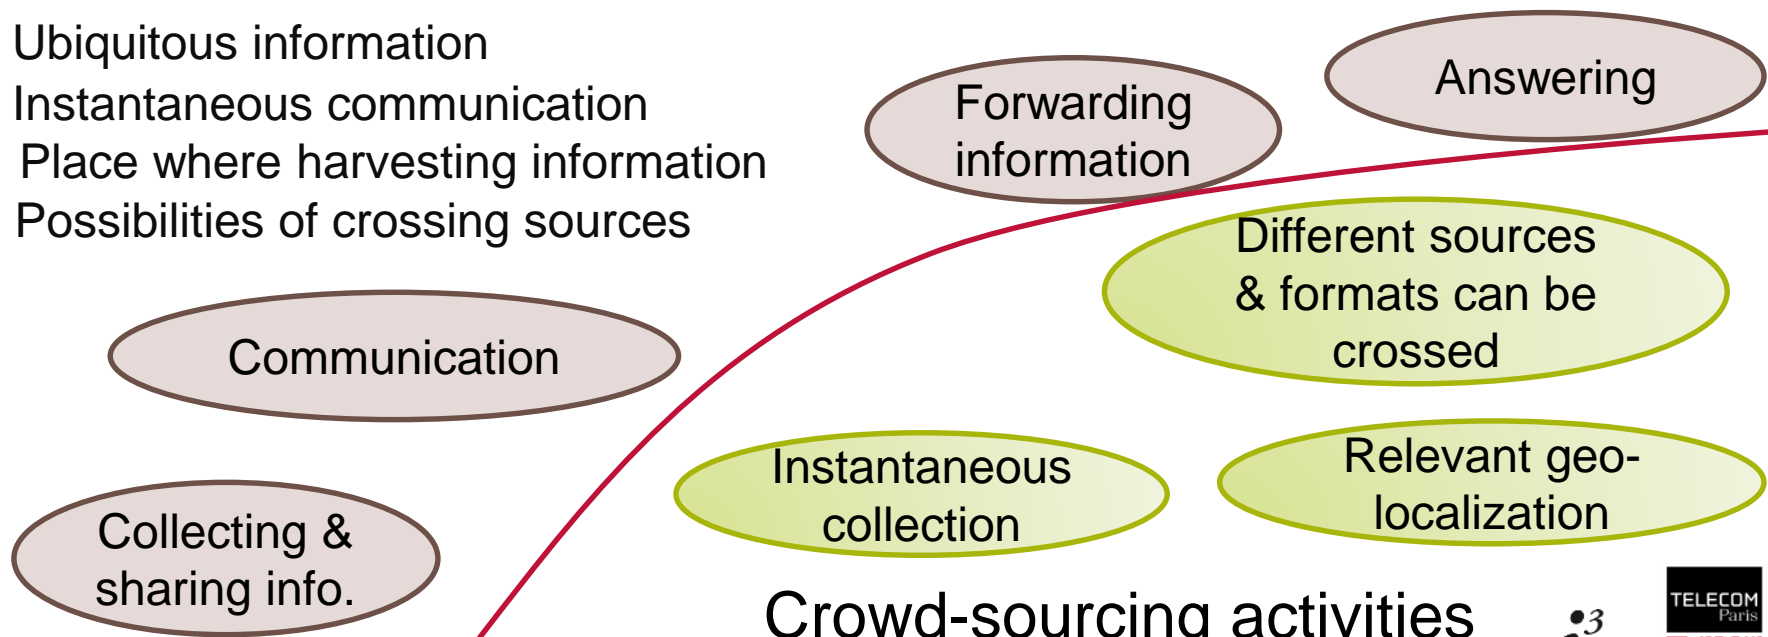 Ubiquitous information
Instantaneous communication
Place where harvesting information
Possibilities of crossing sources
Forwarding
information
Answering
Different sources
& formats can be
crossed
Communication
Instantaneous
collection
Relevant geo-
localization
Collecting &
sharing info.
Crowd-sourcing activities
3
TELECOM
Paris